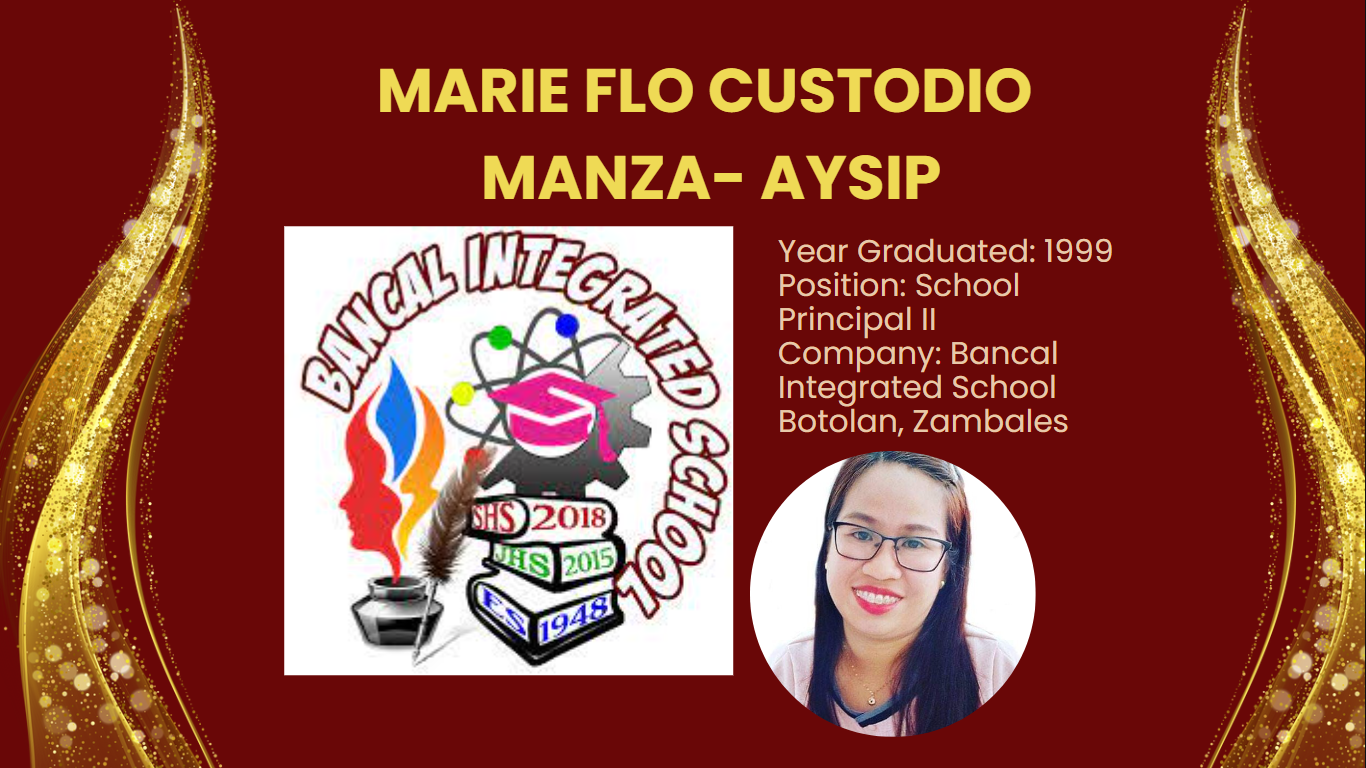 MARIE FLO CUSTODIO
MANZA- AYSIP
BANCAL INTEGRATED SCHOOL
SHS 2018
JHS 2015
ES 1948
Year Graduated: 1999
Position: School
Principal II
Company: Bancal
Integrated School
Botolan, Zambales